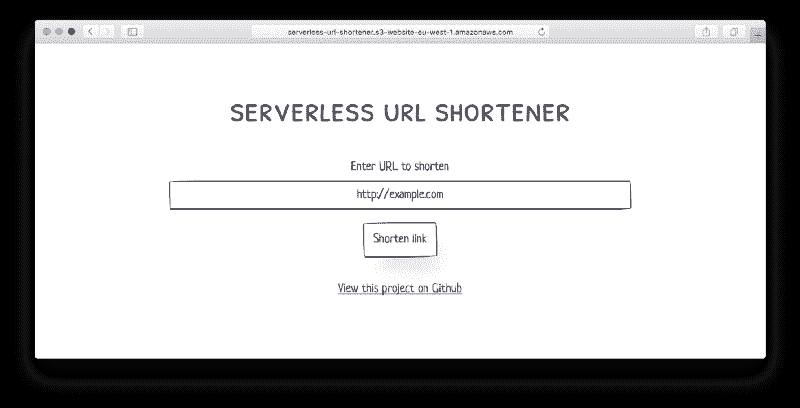 serverless-url-shortener.s3-website-eu-west-1.amazonaws.com
SERVERLESS URL SHORTENER
Enter URL to shorten
http://example.com
Shorten link
View this project on Github